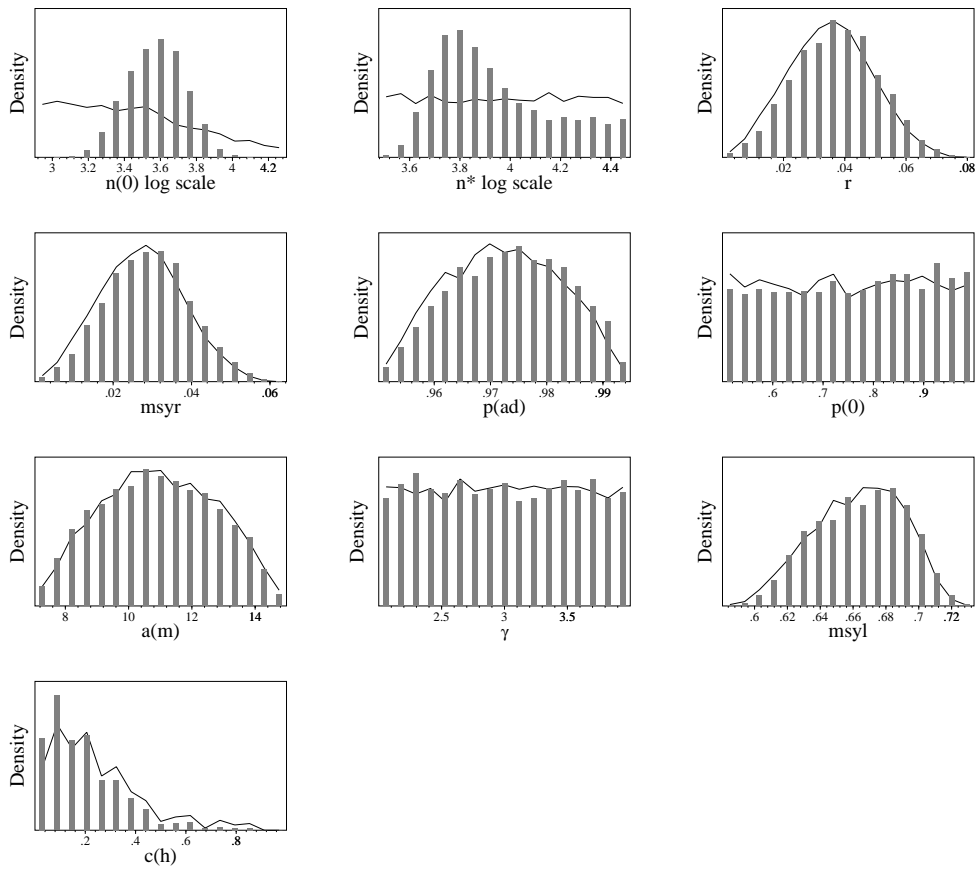 Density
3 3.2 3.4 3.6 3.8 4 4.2
n(0) log scale
Density
3.6 3.8 4 4.2 4.4
n* log scale
Density
.02 .04 .06 .08
r
Density
.02 .04 .06
msyr
Density
.96 .97 .98 .99
p(ad)
Density
.6 .7 .8 .9
p(0)
Density
8 10 12 14
a(m)
Density
2.5 3 3.5
γ
Density
.6 .62 .64 .66 .68 .7 .72
msyl
Density
.2 .4 .6 .8
c(h)